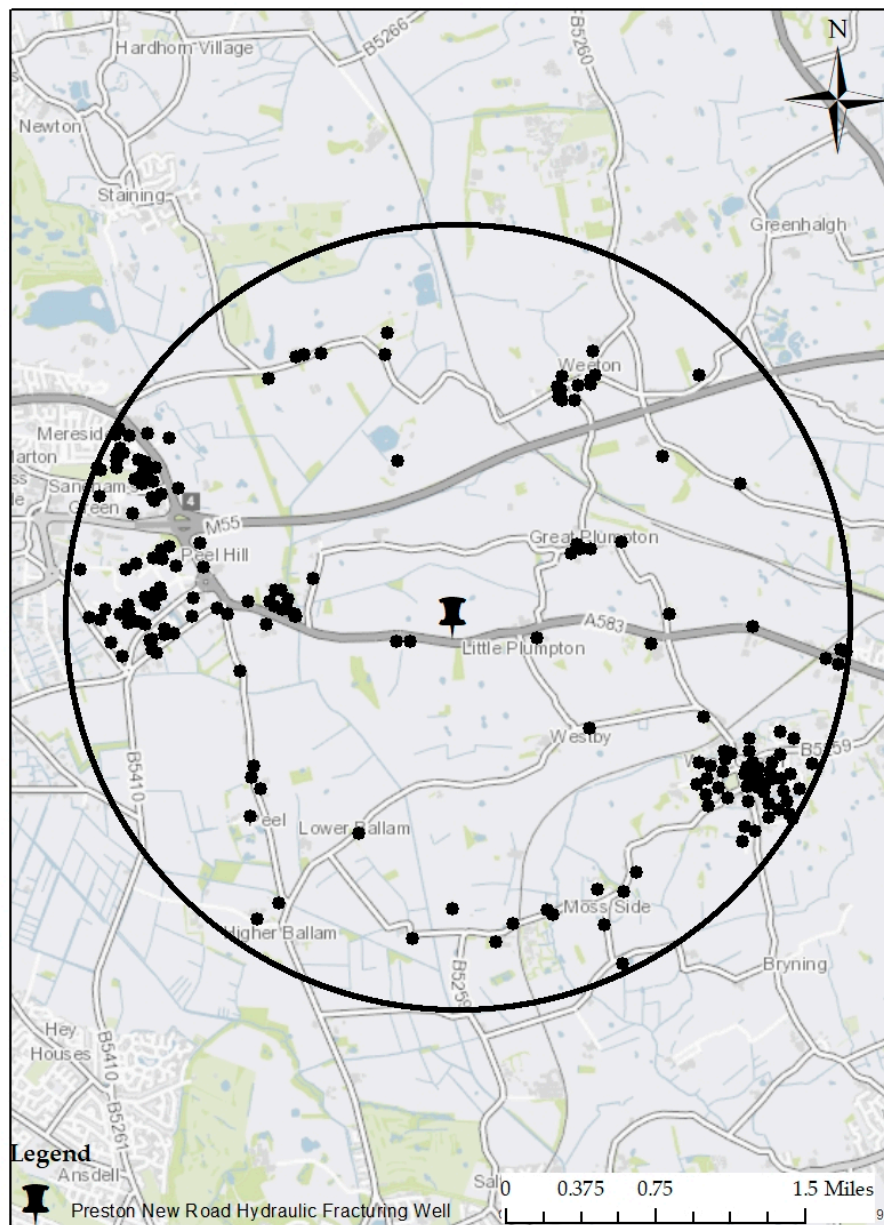 Hardhorn Village
B5266
B5260
N
Newton
Staining
Greenhalgh
Weeton
Mereside
Marton
Green
4
M55
Peel Hill
Great Plumpton
A583
Little Plumpton
Westby
B5259
B5410
Peel
Lower Ballam
Moss Side
Higher Ballam
B5259
Bryning
Hey
Houses
B5410
B5261
Legend
Ansdell
Preston New Road Hydraulic Fracturing Well
0 0.375 0.75 1.5 Miles
9